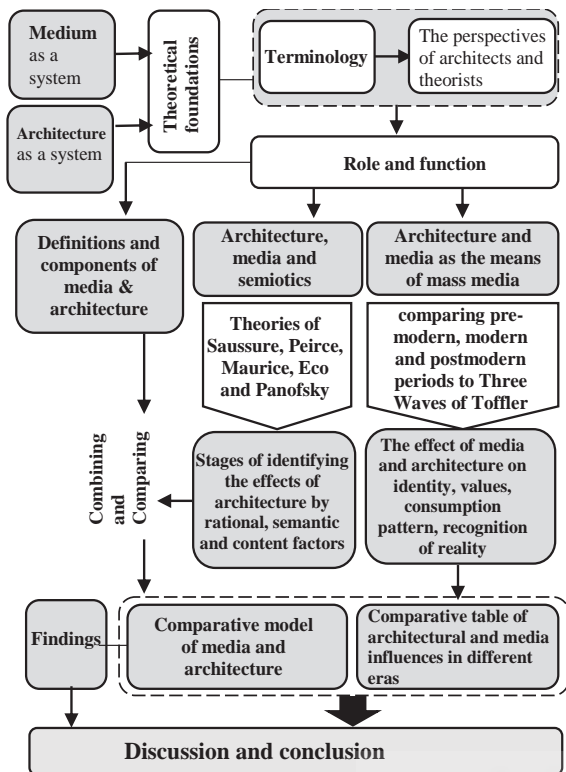 Medium
as a
system
Architecture
as a system
Theoretical
foundations
Terminology
The perspectives
of architects and
theorists
Role and function
Definitions and
components of
media &
architecture
Architecture,
media and
semiotics
Architecture and
media as the means
of mass media
Theories of
Saussure, Peirce,
Maurice, Eco
and Panofsky
comparing pre-
modern, modern
and postmodern
periods to Three
Waves of Toffler
Combining
and
Comparing
Stages of identifying
the effects of
architecture by
rational, semantic
and content factors
The effect of media
and architecture on
identity, values,
consumption
pattern, recognition
of reality
Findings
Comparative model
of media and
architecture
Comparative table of
architectural and media
influences in different
eras
Discussion and conclusion